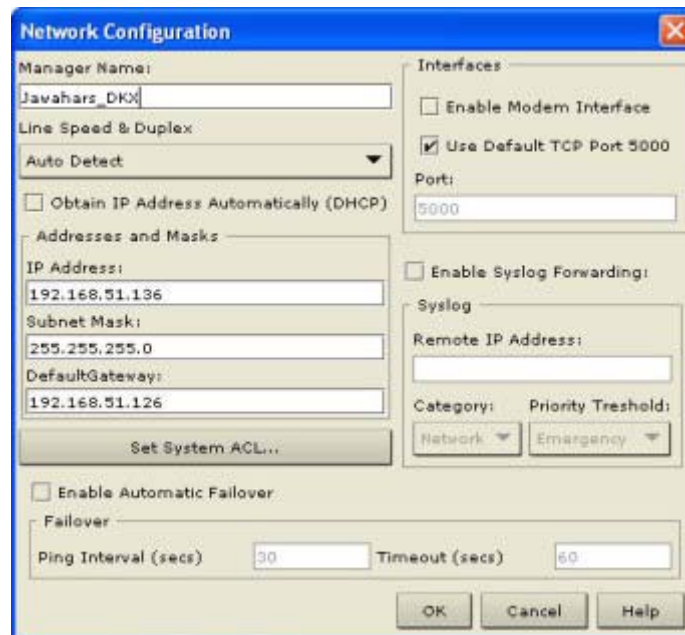 Network Configuration
Manager Name:
Javahars_DKX
Line Speed & Duplex
Auto Detect
Obtain IP Address Automatically (DHCP)
Addresses and Masks
IP Address:
192.168.51.136
Subnet Mask:
255.255.255.0
DefaultGateway:
192.168.51.126
Set System ACL...
Interfaces
Enable Modem Interface
Use Default TCP Port 5000
Port:
5000
Enable Syslog Forwarding:
Syslog
Remote IP Address:
Category: Priority Treshold:
Network Emergency
Enable Automatic Failover
Failover
Ping Interval (secs) 30 Timeout (secs) 60
OK Cancel Help